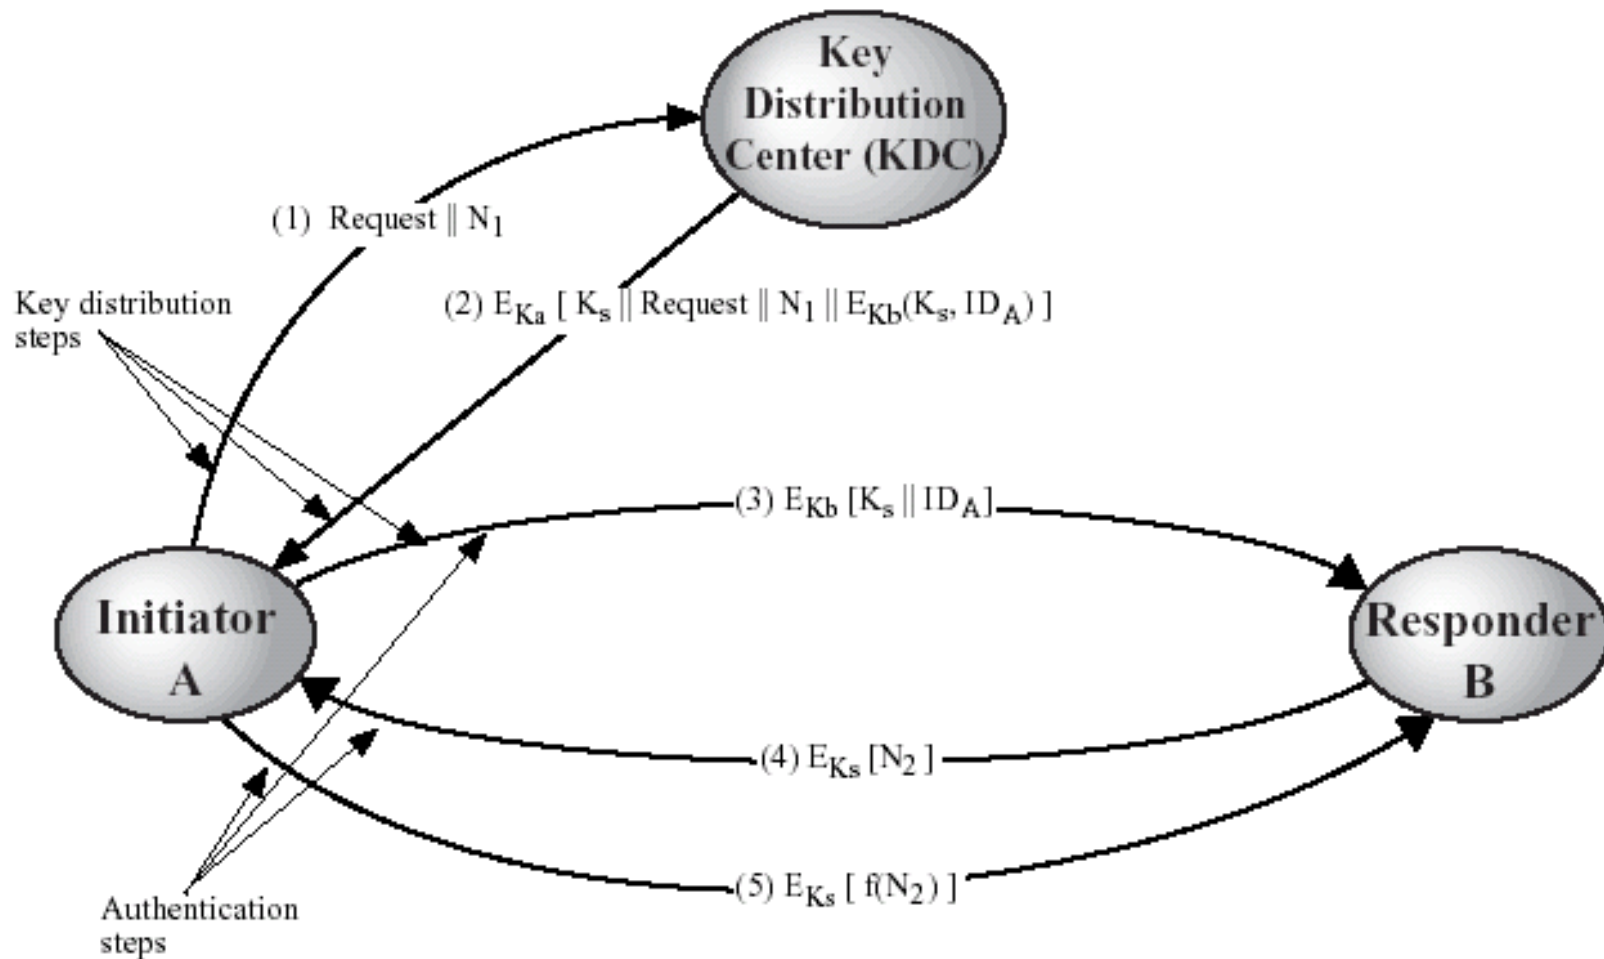 Key
Distribution
Center (KDC)
(1) Request || N1
(2) EKa [ Ks || Request || N1 || EKb(Ks, IDA) ]
Key distribution
steps
(3) EKb [Ks || IDA]
Initiator
A
Responder
B
(4) EKs [N2 ]
(5) EKs [ f(N2) ]
Authentication
steps